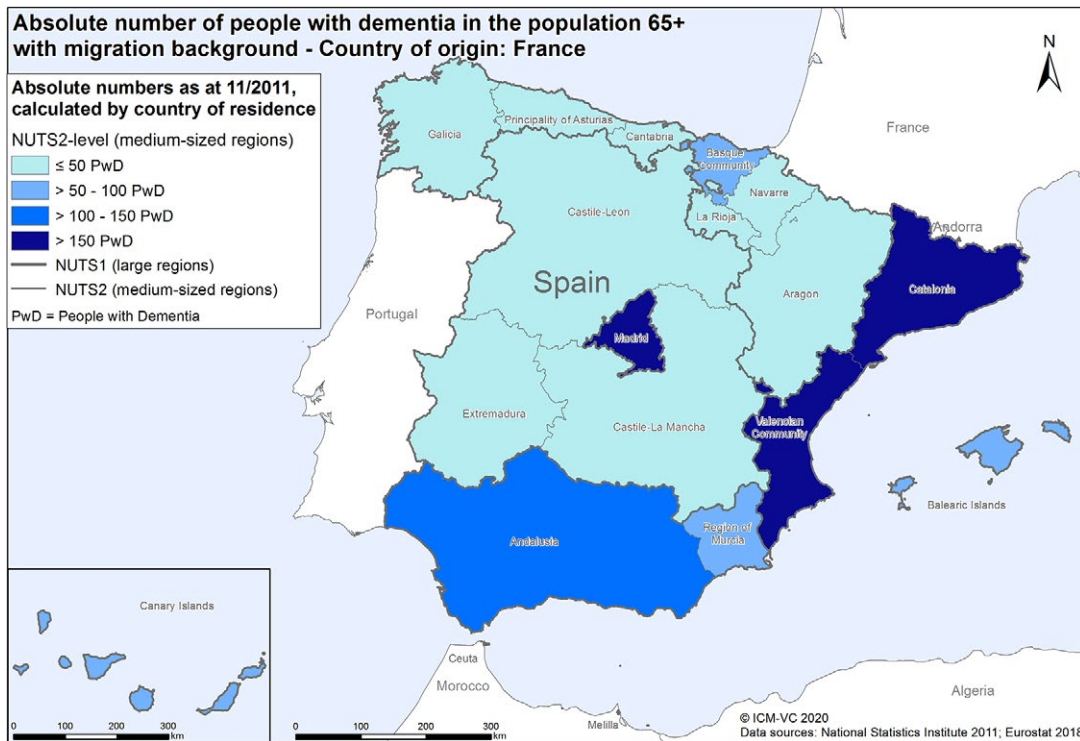 Absolute number of people with dementia in the population 65+
with migration background - Country of origin: France
Absolute numbers as at 11/2011,
calculated by country of residence
NUTS2-level (medium-sized regions)
≤ 50 PwD
> 50 - 100 PwD
> 100 - 150 PwD
> 150 PwD
NUTS1 (large regions)
NUTS2 (medium-sized regions)
PwD = People with Dementia
N
France
Galicia
Principality of Asturias
Cantabria
Basque
Community
Navarre
La Rioja
Castile-Leon
Andorra
Catalonia
Aragon
Spain
Portugal
Madrid
Extremadura
Castile-La Mancha
Valencian
Community
Balearic Islands
Region of
Murcia
Andalusia
Canary Islands
0 100 200 300
km
Ceuta
Morocco
Melilla
Algeria
0 100 200 300
km
© ICM-VC 2020
Data sources: National Statistics Institute 2011; Eurostat 2018